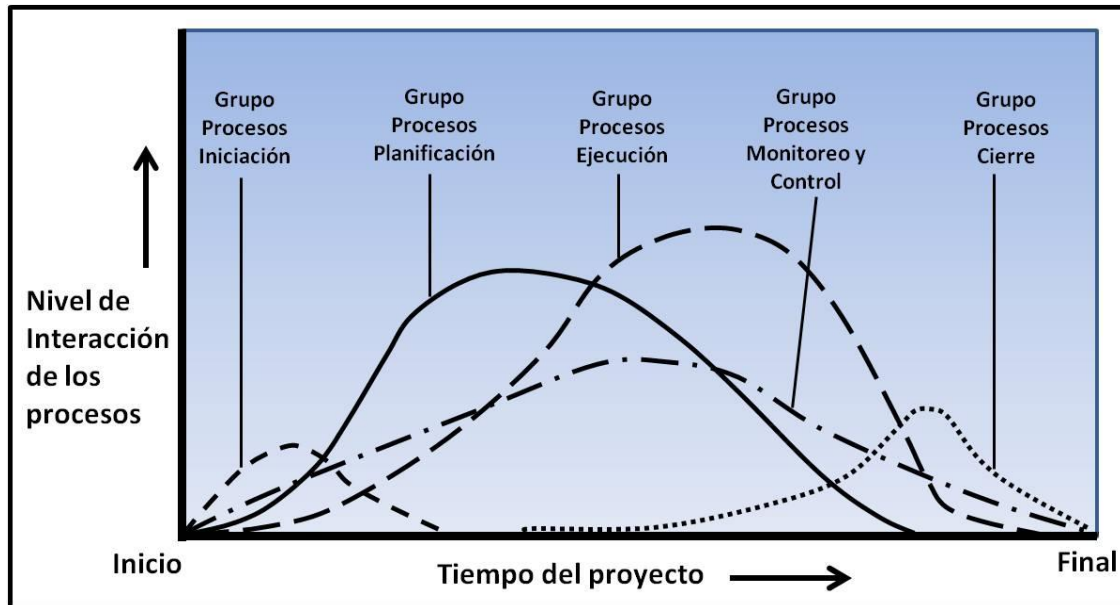 Grupo
Procesos
Iniciación
Grupo
Procesos
Planificación
Grupo
Procesos
Ejecución
Grupo
Procesos
Monitoreo y
Control
Grupo
Procesos
Cierre
Nivel de
Interacción
de los
procesos
Inicio
Tiempo del proyecto
Final